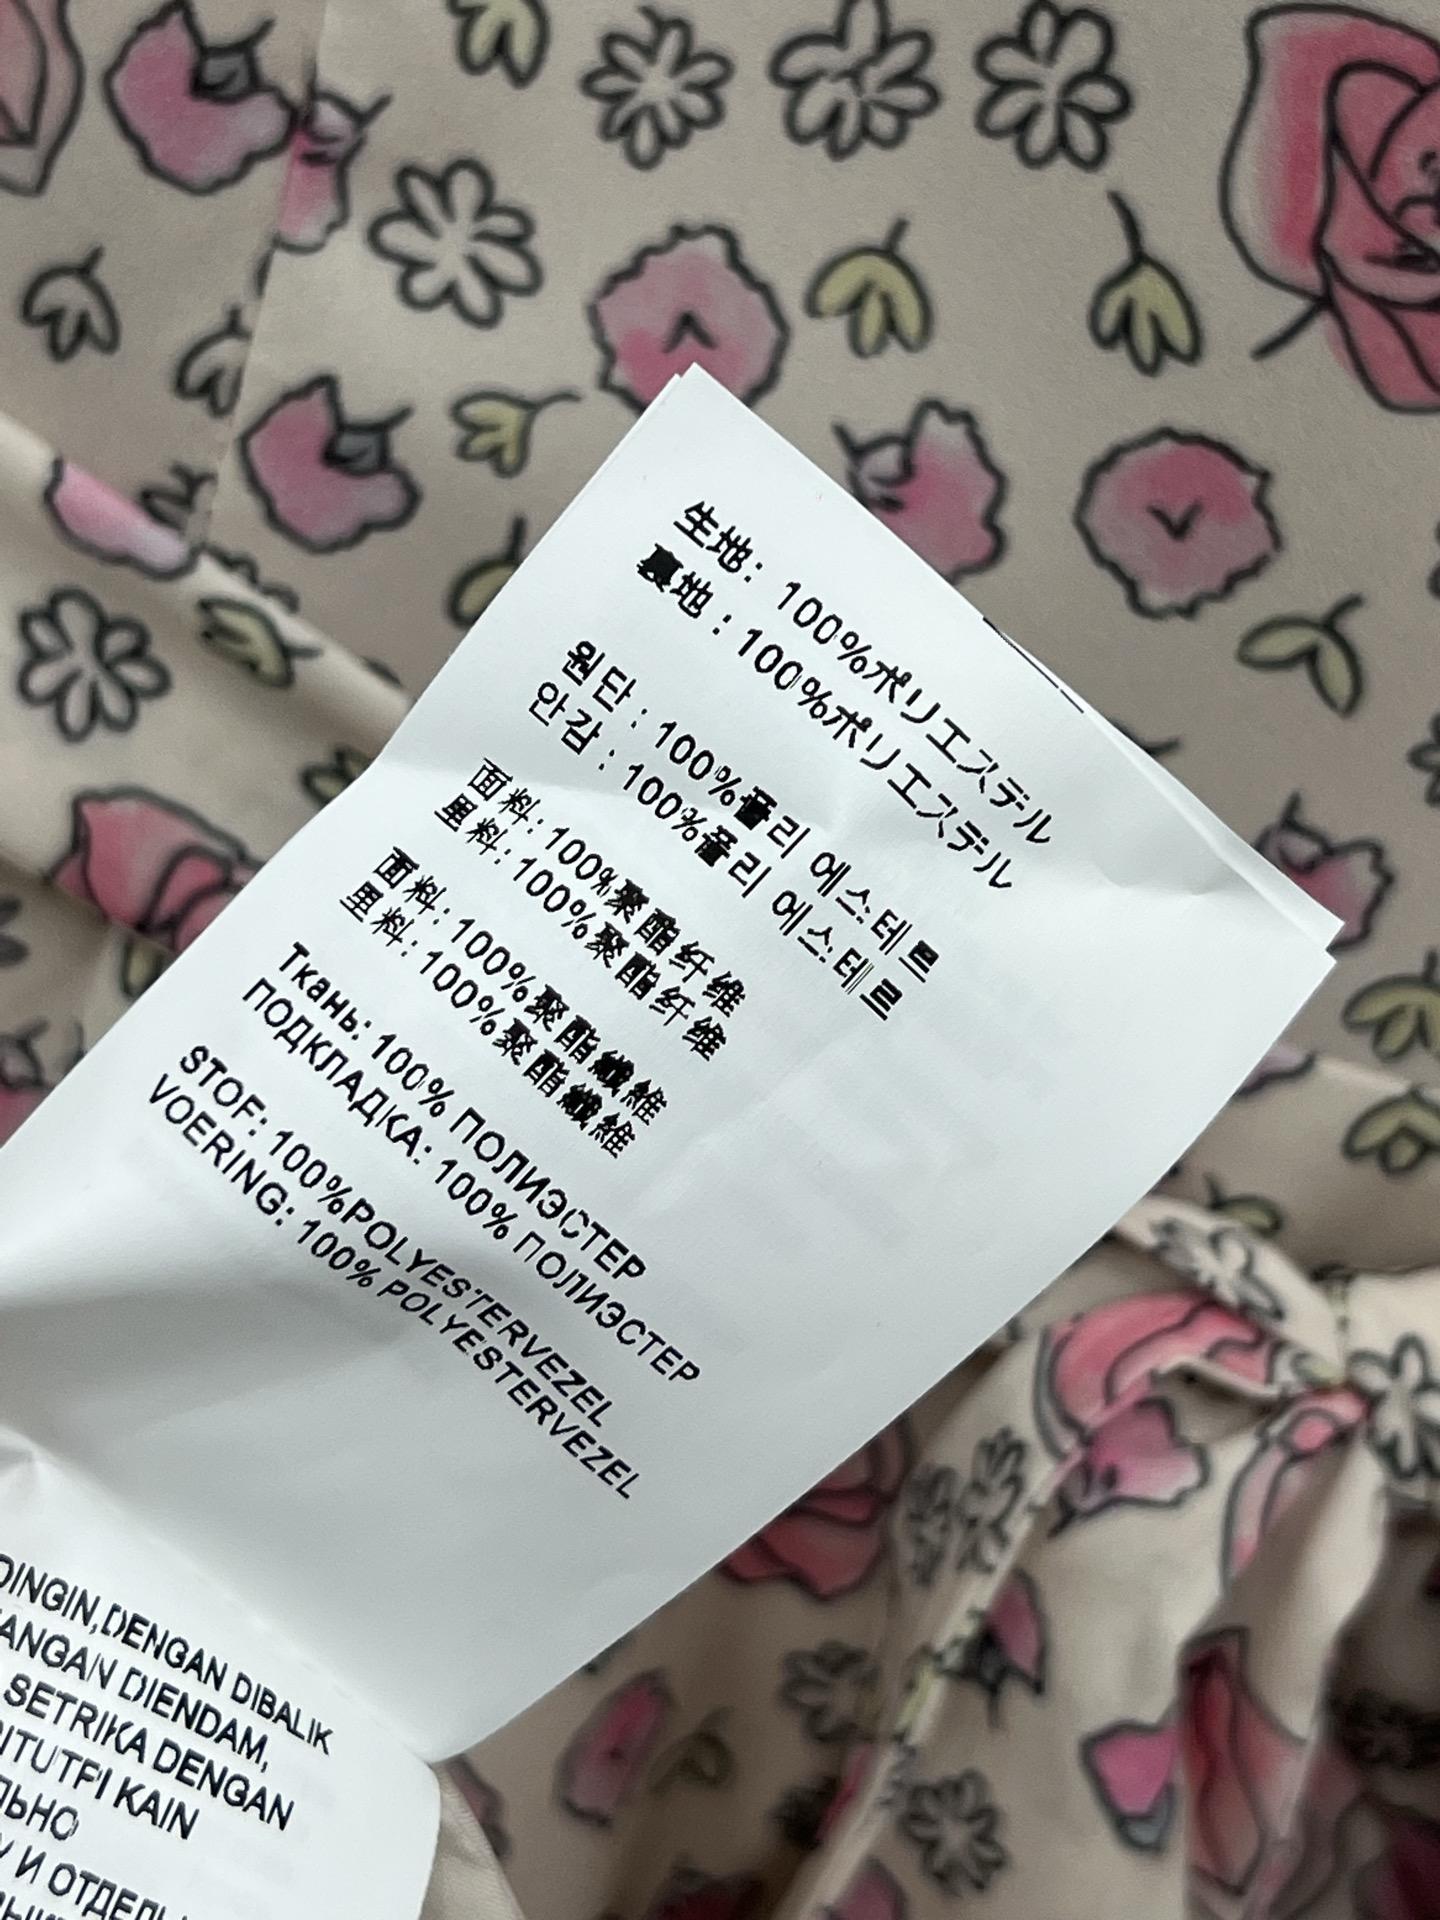 生地: 100%ポリエステル
裏地 : 100%ポリエステル
원단 : 100%폴리 에스.테르
안감 : 100%폴리 에스.테르
面料: 100%聚酯纤维
里料: 100%聚酯纤维
面料: 100%聚酯纖維
里料: 100%聚酯纖維
Ткань: 100% ПОЛИЭСТЕР
ПОДКЛАДКА: 100% ПОЛИЭСТЕР
STOF: 100%POLYESTERVEZEL
VOERING: 100% POLYESTERVEZEL
DINGIN,DENGAN DIBALIK
DIENDAM,
SETRIKA DENGAN
KAIN
И